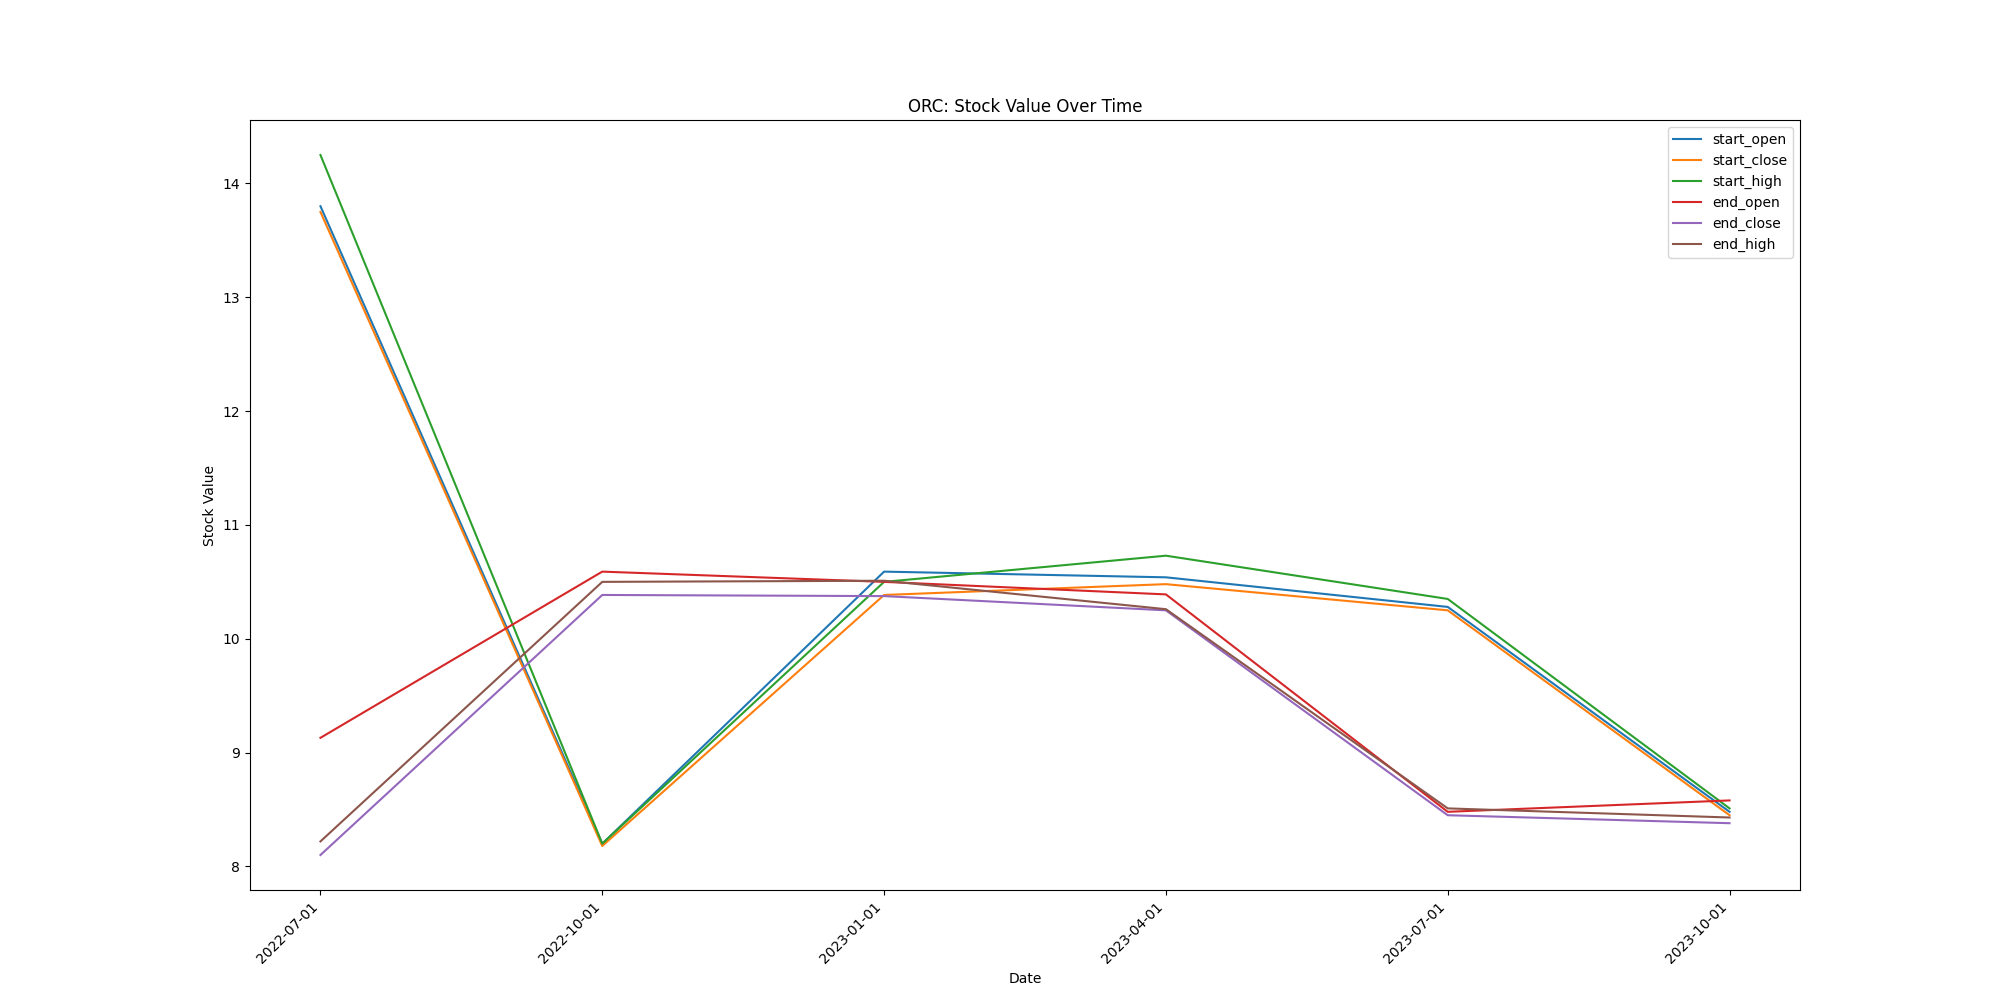 ORC: Stock Value Over Time
start_open
start_close
start_high
end_open
end_close
end_high
14
13
12
11
10
9
8
Stock Value
2022-07-01
2022-10-01
2023-01-01
2023-04-01
2023-07-01
2023-10-01
Date